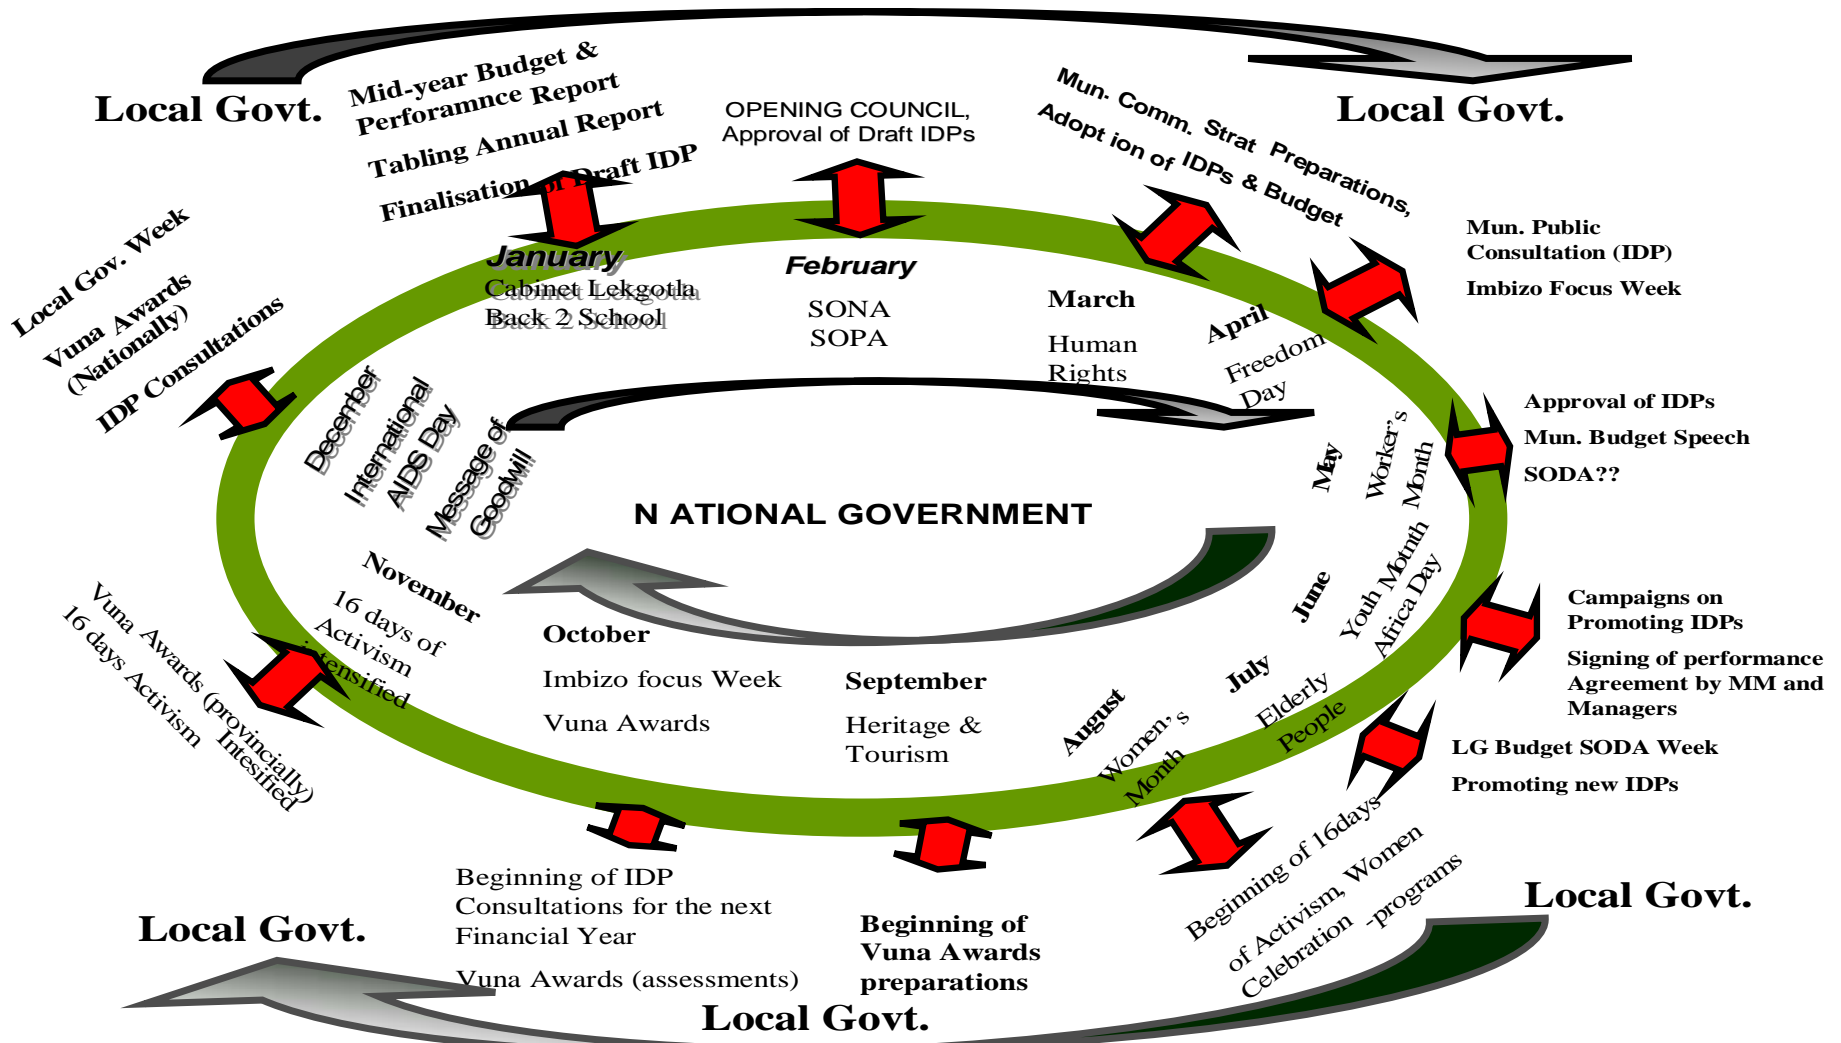 Local Govt.
Mid-year Budget &
Perforamnce Report
Tabling Annual Report
Finalisation of Draft IDP
OPENING COUNCIL,
Approval of Draft IDPs
Mun. Comm. Strat Preparations,
Adopt ion of IDPs & Budget
Local Govt.
Mun. Public
Consultation (IDP)
Imbizo Focus Week
Local Gov. Week
Vuna Awards
(Nationally)
IDP Consultations
January
Cabinet Lekgotla
Back 2 School
February
SONA
SOPA
March
Human
Rights
April
Freedom
Day
May
Worker's
Month
Approval of IDPs
Mun. Budget Speech
SODA??
December
International
AIDS Day
Message of
Goodwill
N ATIONAL GOVERNMENT
June
Youh Motnth
Africa Day
Campaigns on
Promoting IDPs
Signing of performance
Agreement by MM and
Managers
November
16 days of
Activism
intensified
October
Imbizo focus Week
Vuna Awards
September
Heritage &
Tourism
August
Women's
Month
July
Elderly
People
LG Budget SODA Week
Promoting new IDPs
Vuna Awards (provincially)
16 days Activism Intesified
Beginning of IDP
Consultations for the next
Financial Year
Vuna Awards (assessments)
Beginning of
Vuna Awards
preparations
Beginning of 16days
of Activism, Women
Celebration -programs
Local Govt.
Local Govt.
Local Govt.